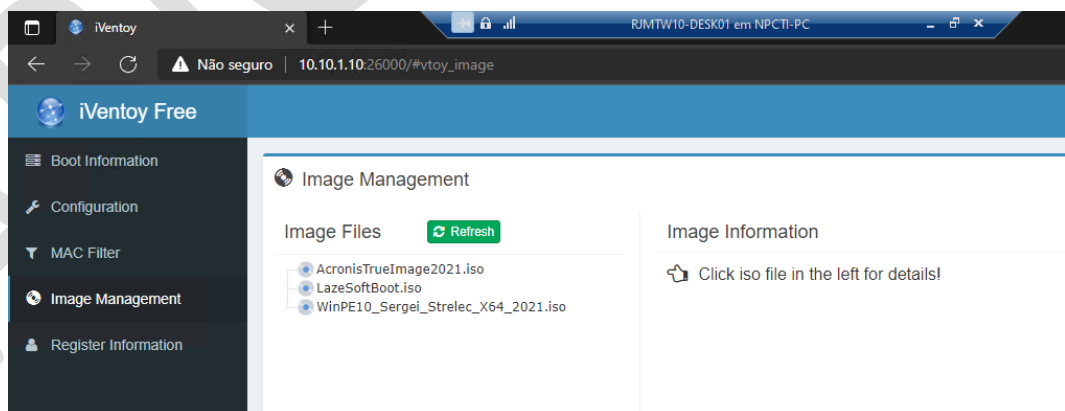 iVentoy
RJMTW10-DESK01 em NPCTI-PC
Não seguro | 10.10.1.10:26000/#vtoy_image
iVentoy Free
Boot Information
Configuration
MAC Filter
Image Management
Register Information
Image Management
Image Files
Refresh
AcronisTrueImage2021.iso
LazeSoftBoot.iso
WinPE10_Sergei_Strelec_X64_2021.iso
Image Information
Click iso file in the left for details!